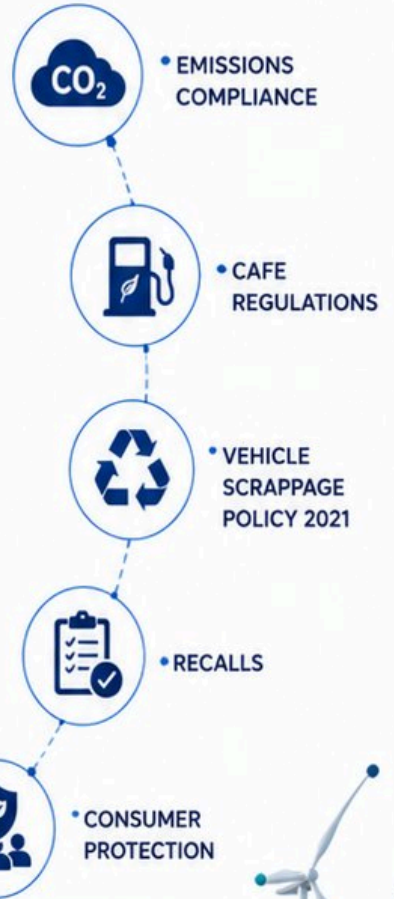 CO₂
• EMISSIONS
COMPLIANCE
• CAFE
REGULATIONS
• VEHICLE
SCRAPPAGE
POLICY 2021
• RECALLS
• CONSUMER
PROTECTION